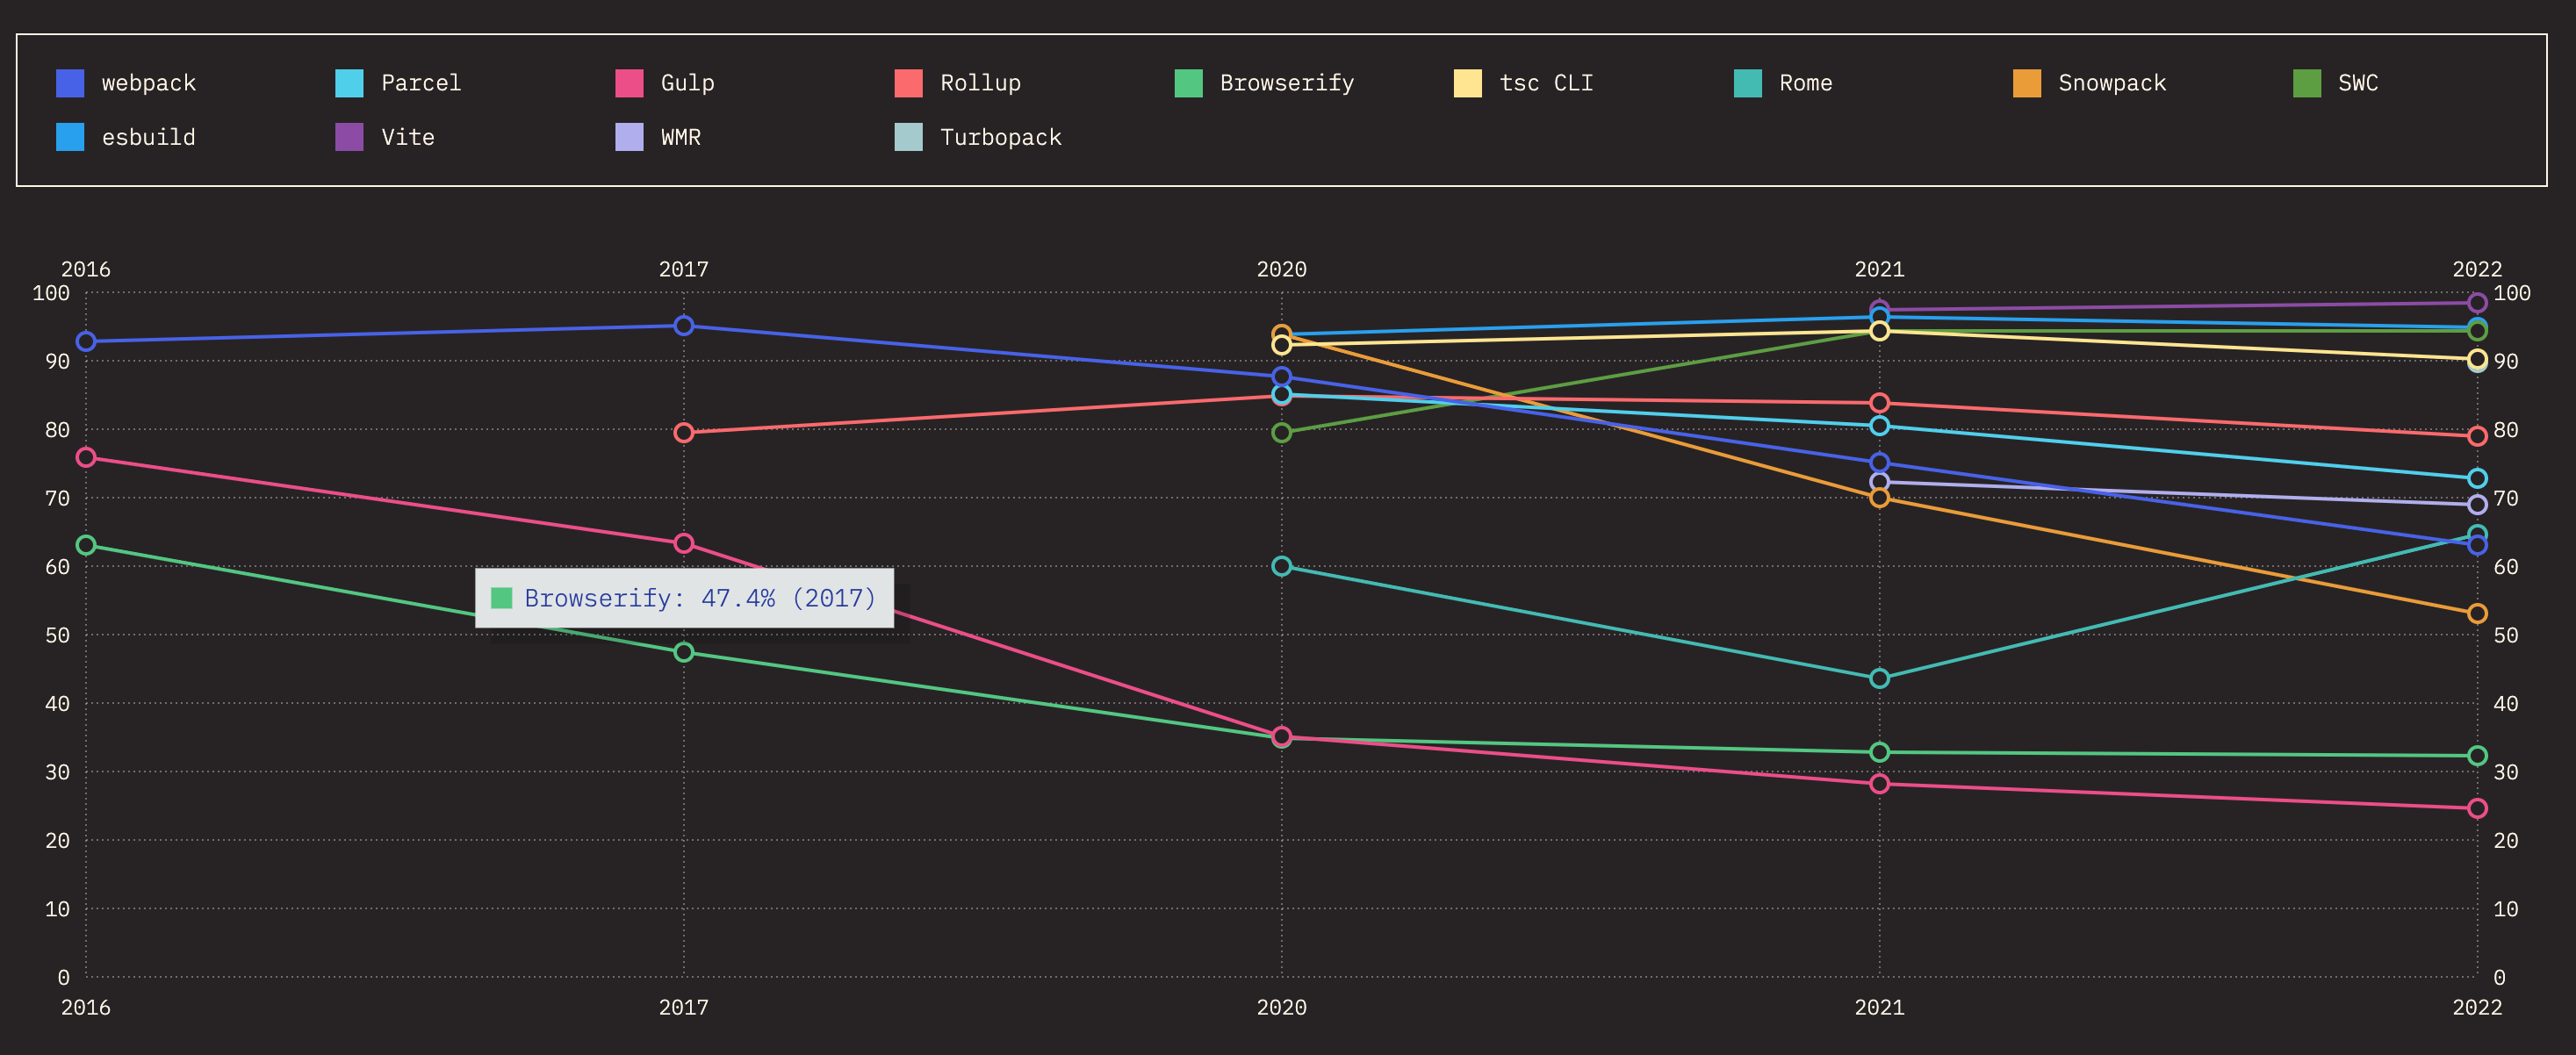 webpack Parcel Gulp Rollup Browserify tsc CLI Rome Snowpack SWC
esbuild Vite WMR Turbopack
2016 2017 2020 2021 2022
100 100
90 90
80 80
70 70
60 60
Browserify: 47.4% (2017)
50 50
40 40
30 30
20 20
10 10
0 0
2016 2017 2020 2021 2022